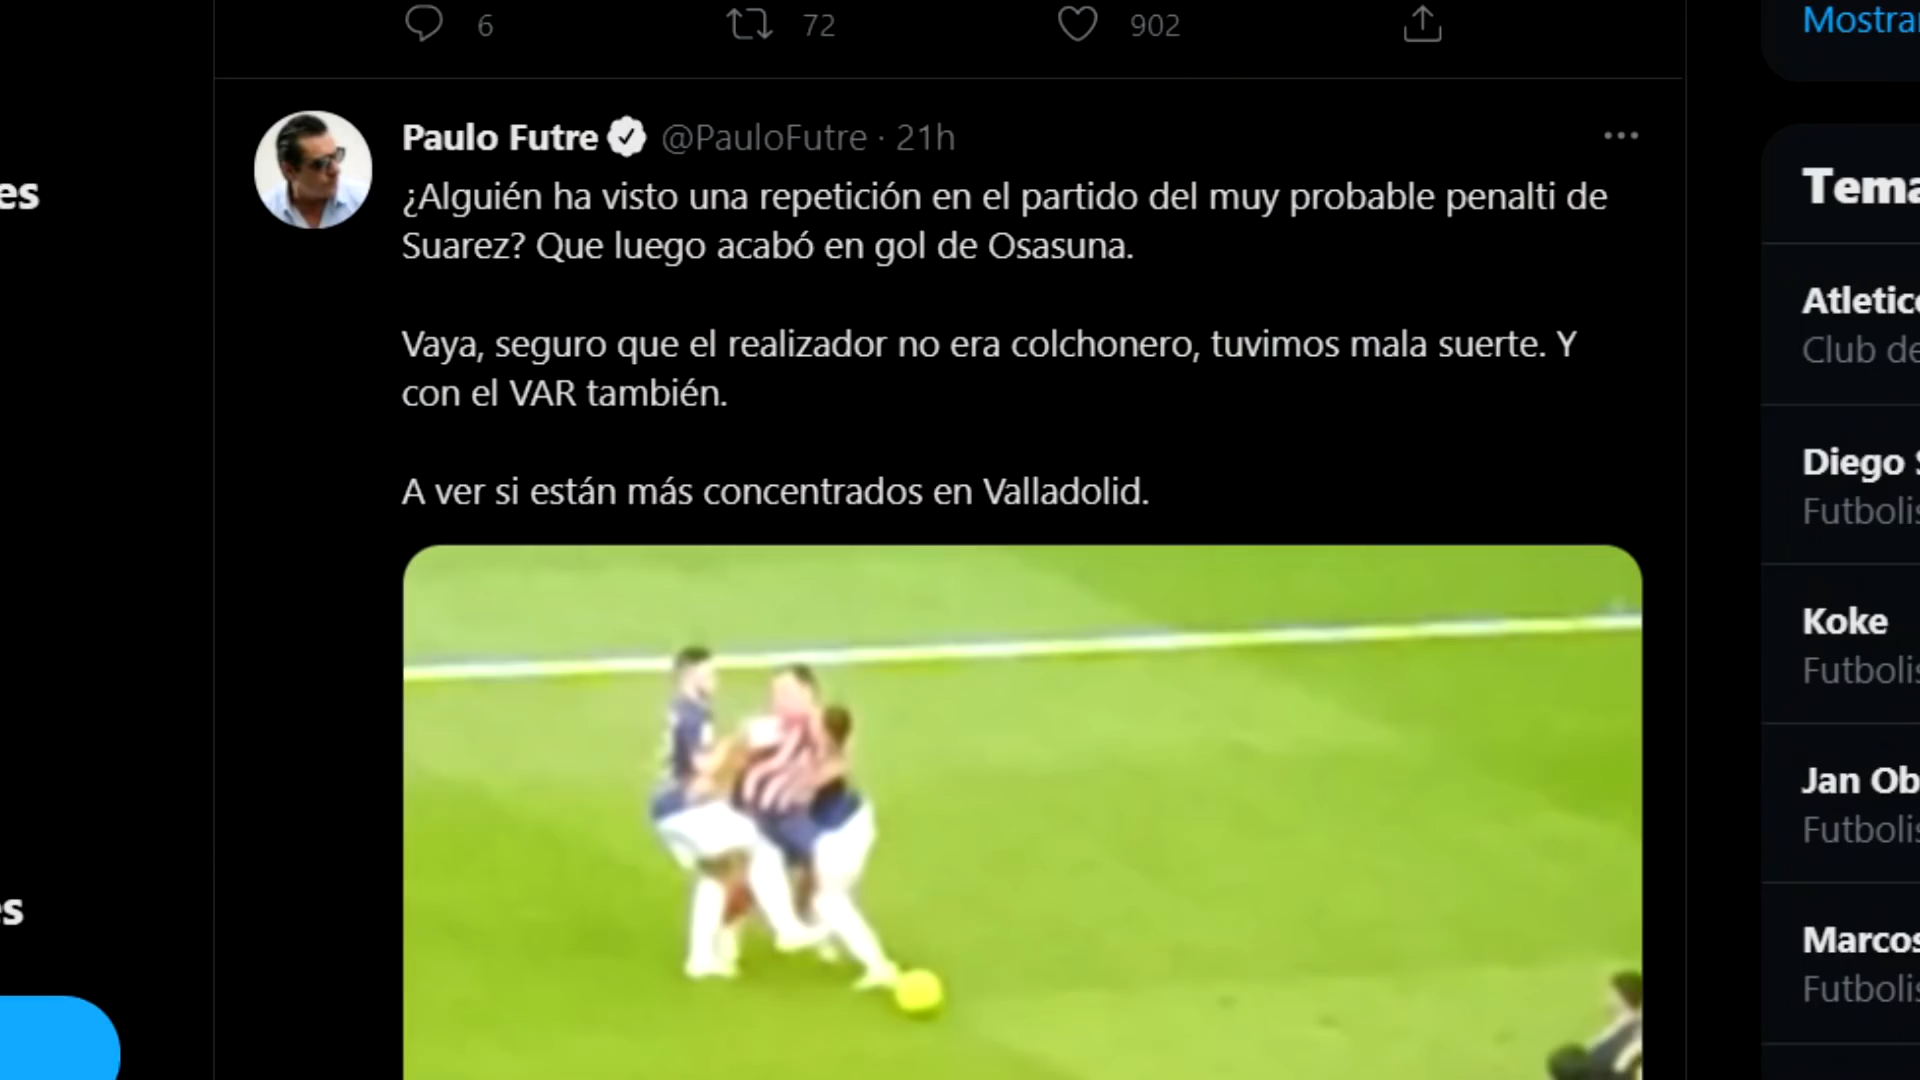 6 72 902
Mostrar
Paulo Futre @PauloFutre · 21h
¿Alguién ha visto una repetición en el partido del muy probable penalti de
Suarez? Que luego acabó en gol de Osasuna.
Vaya, seguro que el realizador no era colchonero, tuvimos mala suerte. Y
con el VAR también.
A ver si están más concentrados en Valladolid.
es
es
Tema
Atletico
Club de
Diego S
Futbolis
Koke
Futbolis
Jan Ob
Futbolis
Marcos
Futbolis